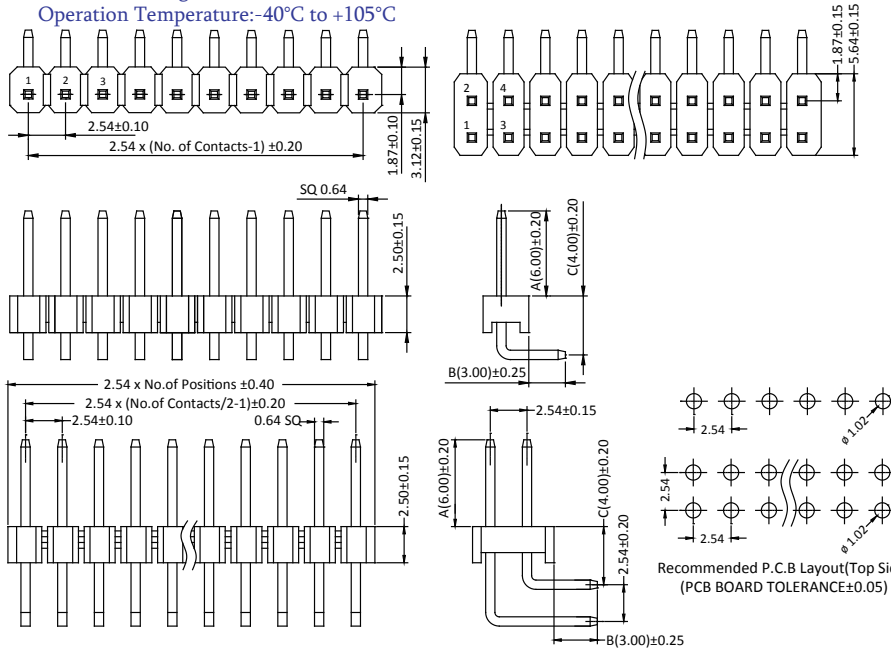 Operation Temperature:-40°C to +105°C
1 2 3
2.54±0.10
2.54 x (No. of Contacts-1) ±0.20
1.87±0.10
3.12±0.15
2 4
1 3
1.87±0.15
5.64±0.15
SQ 0.64
2.50±0.15
A(6.00)±0.20
C(4.00)±0.20
B(3.00)±0.25
2.54 x No.of Positions ±0.40
2.54 x (No.of Contacts/2-1)±0.20
2.54±0.10
0.64 SQ
2.50±0.15
2.54±0.15
A(6.00)±0.20
C(4.00)±0.20
2.54±0.20
B(3.00)±0.25
2.54
ø 1.02
2.54
2.54
ø 1.02
Recommended P.C.B Layout(Top Si
(PCB BOARD TOLERANCE±0.05)